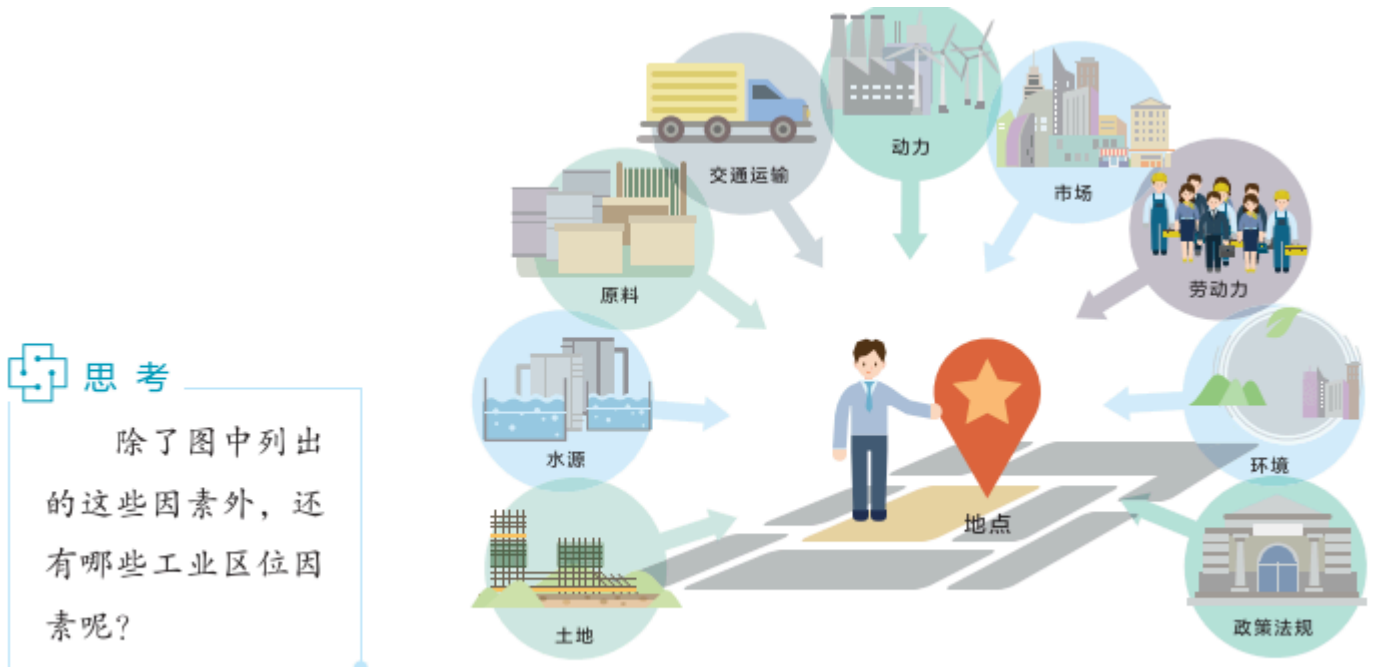 动力
交通运输
市场
劳动力
原料
思考
除了图中列出
的这些因素外，还
有哪些工业区位因
素呢？
水源
环境
地点
土地
政策法规